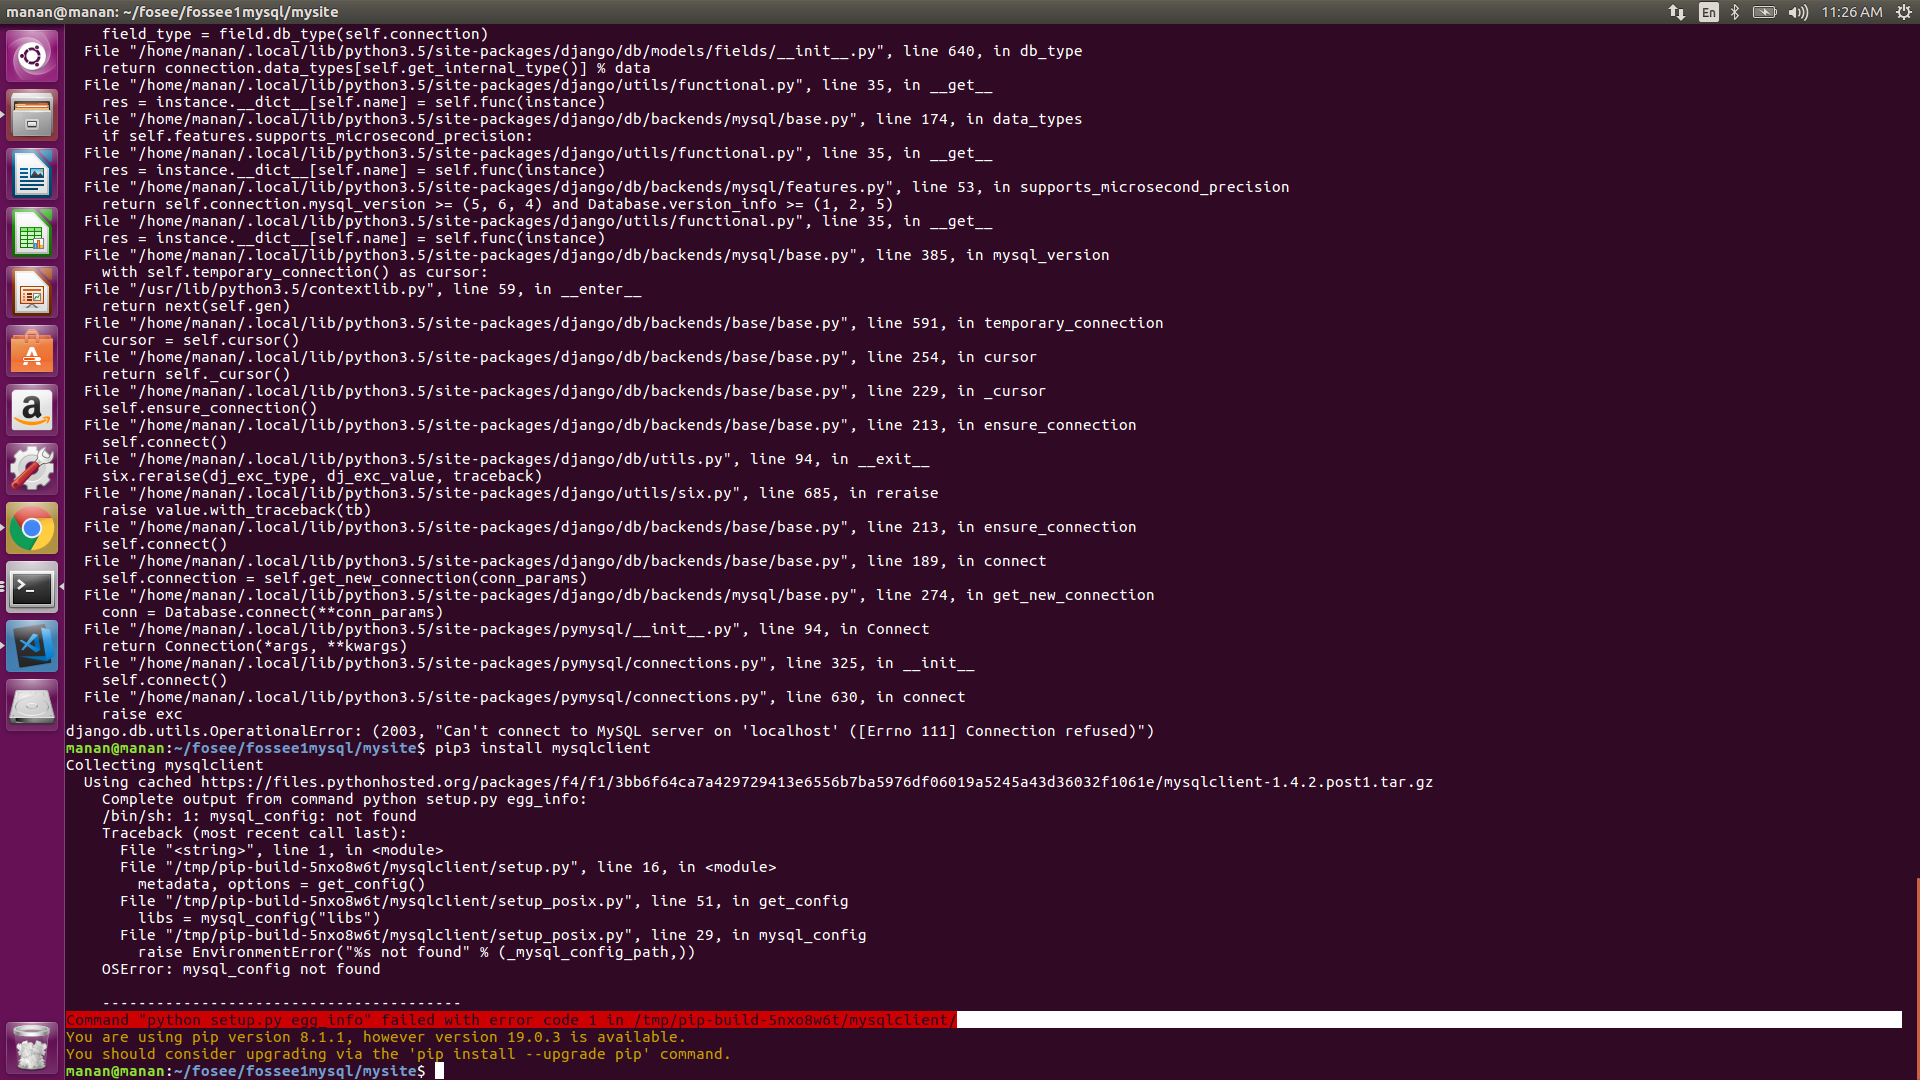 manan@manan: ~/fosee/fossee1mysql/mysite
En
11:26 AM
field_type = field.db_type(self.connection)
File "/home/manan/.local/lib/python3.5/site-packages/django/db/models/fields/__init__.py", line 640, in db_type
return connection.data_types[self.get_internal_type()] % data
File "/home/manan/.local/lib/python3.5/site-packages/django/utils/functional.py", line 35, in __get__
res = instance.__dict__[self.name] = self.func(instance)
File "/home/manan/.local/lib/python3.5/site-packages/django/db/backends/mysql/base.py", line 174, in data_types
if self.features.supports_microsecond_precision:
File "/home/manan/.local/lib/python3.5/site-packages/django/utils/functional.py", line 35, in __get__
res = instance.__dict__[self.name] = self.func(instance)
File "/home/manan/.local/lib/python3.5/site-packages/django/db/backends/mysql/features.py", line 53, in supports_microsecond_precision
return self.connection.mysql_version >= (5, 6, 4) and Database.version_info >= (1, 2, 5)
File "/home/manan/.local/lib/python3.5/site-packages/django/utils/functional.py", line 35, in __get__
res = instance.__dict__[self.name] = self.func(instance)
File "/home/manan/.local/lib/python3.5/site-packages/django/db/backends/mysql/base.py", line 385, in mysql_version
with self.temporary_connection() as cursor:
File "/usr/lib/python3.5/contextlib.py", line 59, in __enter__
return next(self.gen)
File "/home/manan/.local/lib/python3.5/site-packages/django/db/backends/base/base.py", line 591, in temporary_connection
cursor = self.cursor()
File "/home/manan/.local/lib/python3.5/site-packages/django/db/backends/base/base.py", line 254, in cursor
return self._cursor()
File "/home/manan/.local/lib/python3.5/site-packages/django/db/backends/base/base.py", line 229, in _cursor
self.ensure_connection()
File "/home/manan/.local/lib/python3.5/site-packages/django/db/backends/base/base.py", line 213, in ensure_connection
self.connect()
File "/home/manan/.local/lib/python3.5/site-packages/django/db/utils.py", line 94, in __exit__
six.reraise(dj_exc_type, dj_exc_value, traceback)
File "/home/manan/.local/lib/python3.5/site-packages/django/utils/six.py", line 685, in reraise
raise value.with_traceback(tb)
File "/home/manan/.local/lib/python3.5/site-packages/django/db/backends/base/base.py", line 213, in ensure_connection
self.connect()
File "/home/manan/.local/lib/python3.5/site-packages/django/db/backends/base/base.py", line 189, in connect
self.connection = self.get_new_connection(conn_params)
File "/home/manan/.local/lib/python3.5/site-packages/django/db/backends/mysql/base.py", line 274, in get_new_connection
conn = Database.connect(**conn_params)
File "/home/manan/.local/lib/python3.5/site-packages/pymysql/__init__.py", line 94, in Connect
return Connection(*args, **kwargs)
File "/home/manan/.local/lib/python3.5/site-packages/pymysql/connections.py", line 325, in __init__
self.connect()
File "/home/manan/.local/lib/python3.5/site-packages/pymysql/connections.py", line 630, in connect
raise exc
django.db.utils.OperationalError: (2003, "Can't connect to MySQL server on 'localhost' ([Errno 111] Connection refused)")
manan@manan:~/fosee/fossee1mysql/mysite$ pip3 install mysqlclient
Collecting mysqlclient
Using cached https://files.pythonhosted.org/packages/f4/f1/3bb6f64ca7a429729413e6556b7ba5976df06019a5245a43d36032f1061e/mysqlclient-1.4.2.post1.tar.gz
Complete output from command python setup.py egg_info:
/bin/sh: 1: mysql_config: not found
Traceback (most recent call last):
File "<string>", line 1, in <module>
File "/tmp/pip-build-5nxo8w6t/mysqlclient/setup.py", line 16, in <module>
metadata, options = get_config()
File "/tmp/pip-build-5nxo8w6t/mysqlclient/setup_posix.py", line 51, in get_config
libs = mysql_config("libs")
File "/tmp/pip-build-5nxo8w6t/mysqlclient/setup_posix.py", line 29, in mysql_config
raise EnvironmentError("%s not found" % (_mysql_config_path,))
OSError: mysql_config not found
----------------------------------------
Command "python setup.py egg_info" failed with error code 1 in /tmp/pip-build-5nxo8w6t/mysqlclient/
You are using pip version 8.1.1, however version 19.0.3 is available.
You should consider upgrading via the 'pip install --upgrade pip' command.
manan@manan:~/fosee/fossee1mysql/mysite$